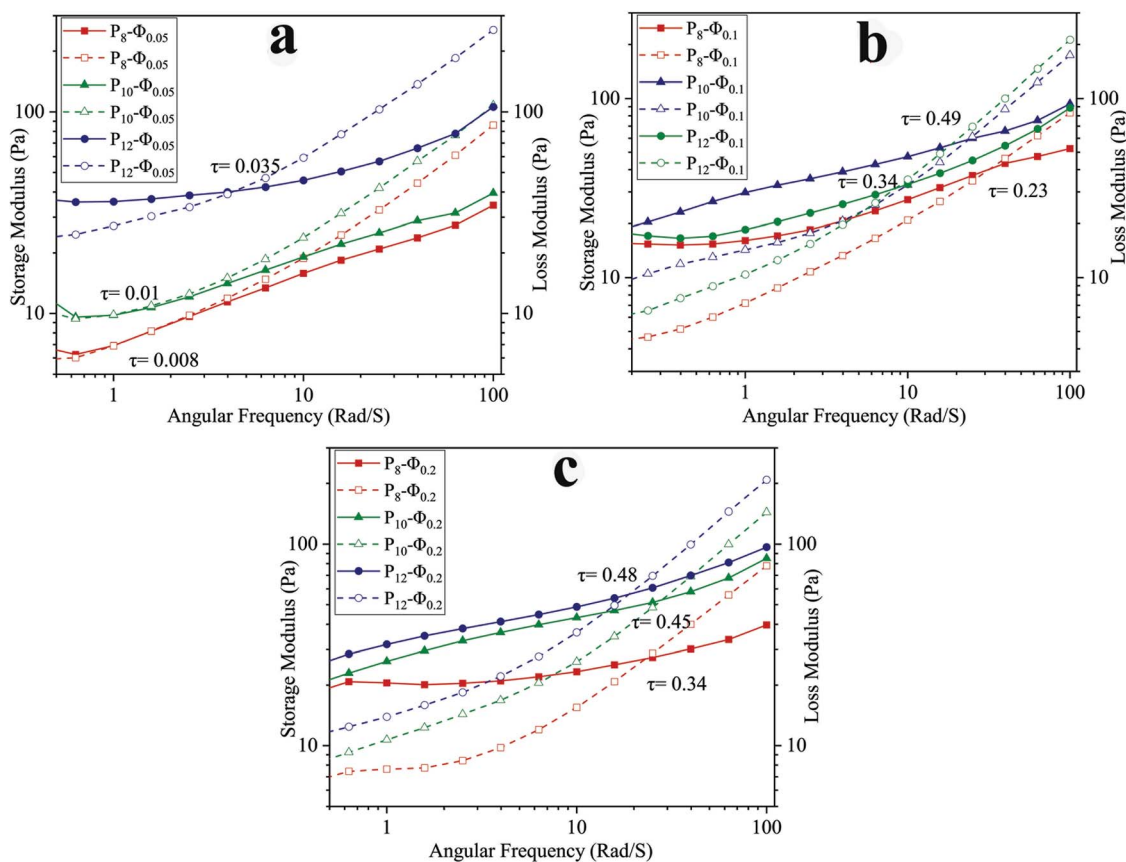 a
P₈-Φ₀.₀₅
P₈-Φ₀.₀₅
P₁₀-Φ₀.₀₅
P₁₀-Φ₀.₀₅
P₁₂-Φ₀.₀₅
P₁₂-Φ₀.₀₅
Storage Modulus (Pa)
100
10
Loss Modulus (Pa)
100
10
τ= 0.035
τ= 0.01
τ= 0.008
1
10
100
Angular Frequency (Rad/S)
b
P₈-Φ₀.₁
P₈-Φ₀.₁
P₁₀-Φ₀.₁
P₁₀-Φ₀.₁
P₁₂-Φ₀.₁
P₁₂-Φ₀.₁
Storage Modulus (Pa)
100
10
Loss Modulus (Pa)
100
10
τ= 0.49
τ= 0.34
τ= 0.23
1
10
100
Angular Frequency (Rad/S)
c
P₈-Φ₀.₂
P₈-Φ₀.₂
P₁₀-Φ₀.₂
P₁₀-Φ₀.₂
P₁₂-Φ₀.₂
P₁₂-Φ₀.₂
Storage Modulus (Pa)
100
10
Loss Modulus (Pa)
100
10
τ= 0.48
τ= 0.45
τ= 0.34
1
10
100
Angular Frequency (Rad/S)